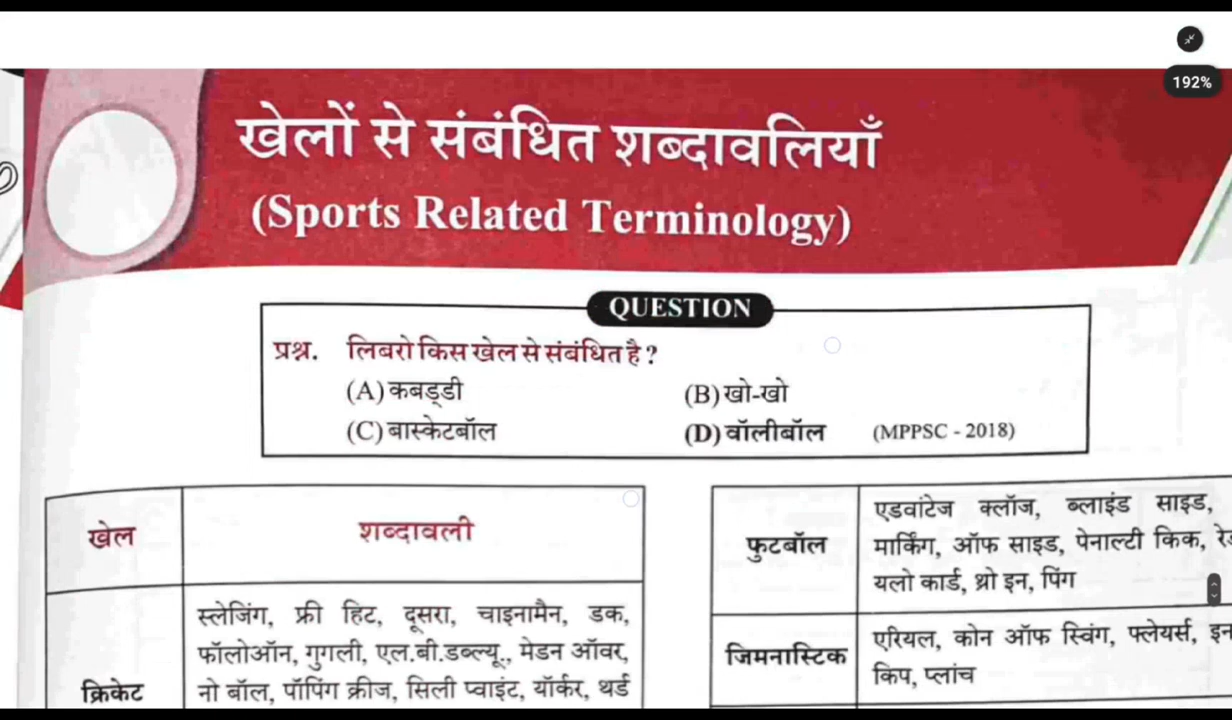 192%
खेलों से संबंधित शब्दावलियाँ
(Sports Related Terminology)
QUESTION
प्रश्न. लिबरो किस खेल से संबंधित है ?
(A) कबड्डी (B) खो-खो
(C) बास्केटबॉल (D) वॉलीबॉल (MPPSC - 2018)
खेल शब्दावली
क्रिकेट
स्लेजिंग, फ्री हिट, दूसरा, चाइनामैन, डक,
फॉलोऑन, गुगली, एल.बी.डब्ल्यू., मेडन ऑवर,
नो बॉल, पॉपिंग क्रीज, सिली प्वाइंट, यॉर्कर, थर्ड
फुटबॉल
एडवांटेज क्लॉज, ब्लाइंड साइड,
मार्किंग, ऑफ साइड, पेनाल्टी किक,
यलो कार्ड, थ्रो इन, पिंग
जिमनास्टिक
एरियल, कोन ऑफ स्विंग, फ्लेयर्स,
किप, प्लांच